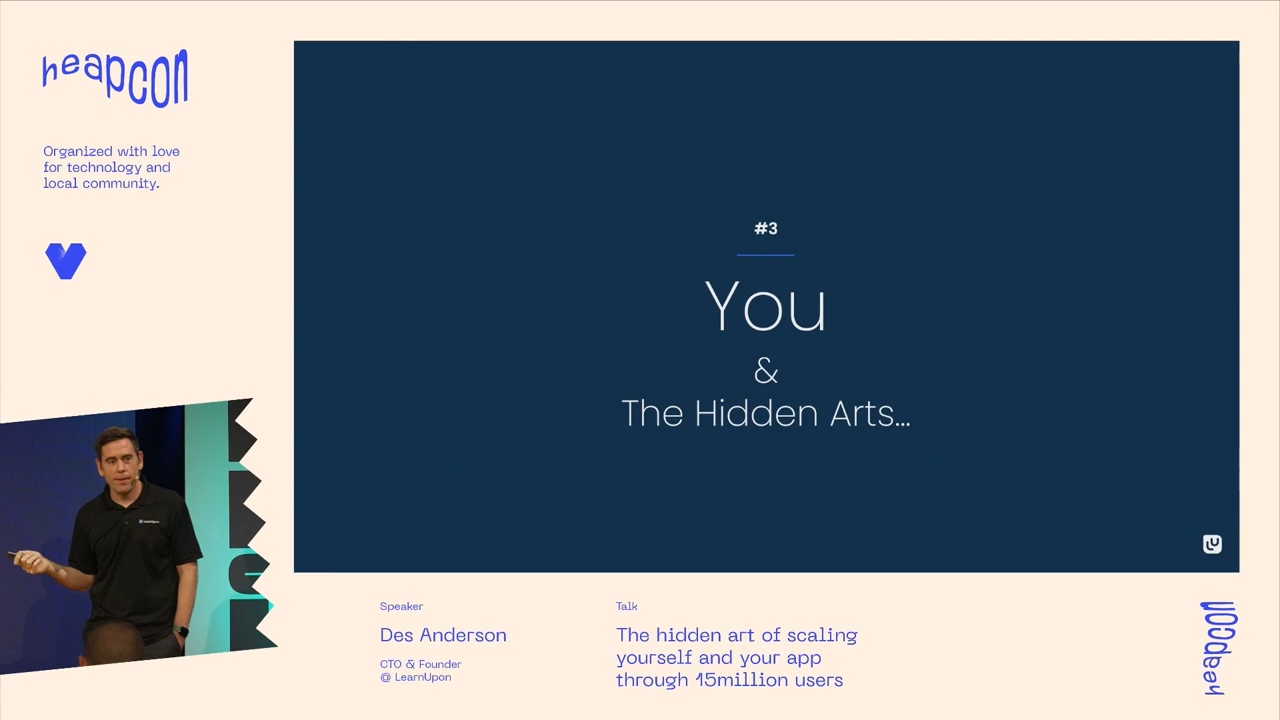 heapcon
Organized with love
for technology and
local community.
#3
You
&
The Hidden Arts...
Speaker
Des Anderson
CTO & Founder
@ LearnUpon
Talk
The hidden art of scaling
yourself and your app
through 15million users
heapcon
LearnUpon